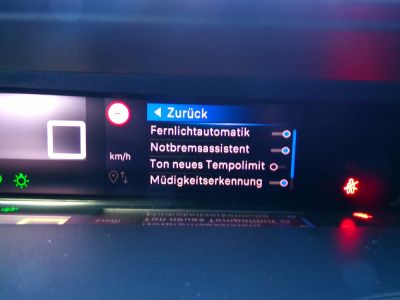 Zurück
Fernlichtautomatik
Notbremsassistent
Ton neues Tempolimit
km/h
Müdigkeitserkennung